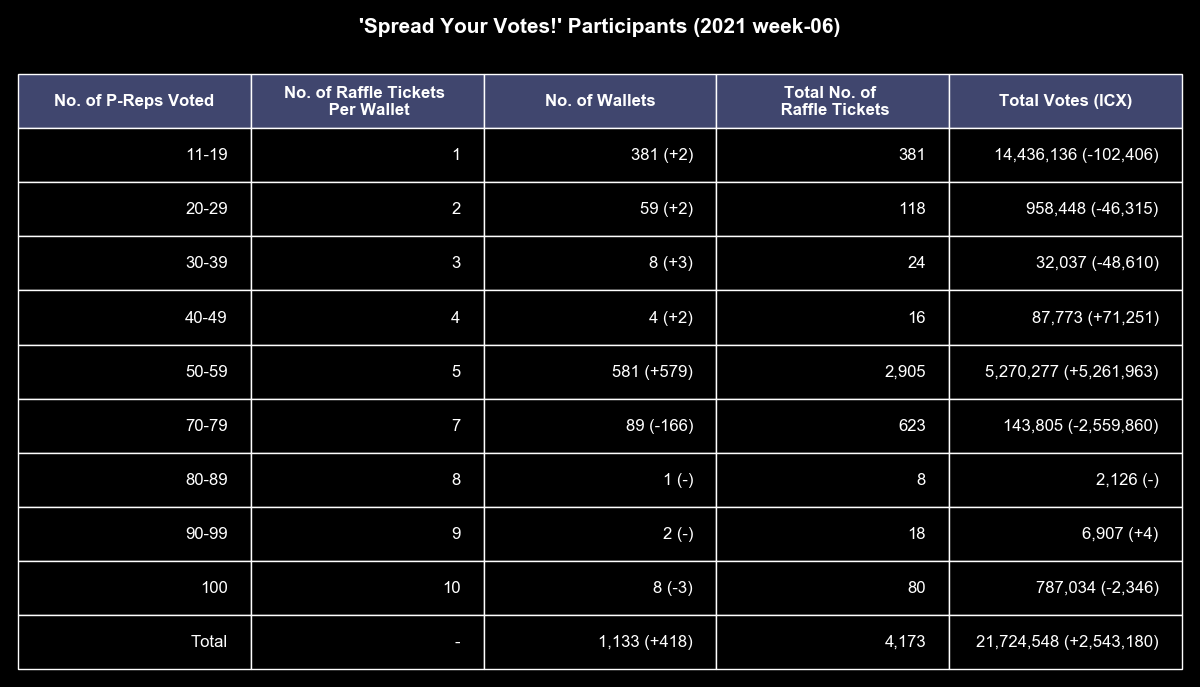 'Spread Your Votes!' Participants (2021 week-06)
No. of P-Reps Voted No. of Raffle Tickets Per Wallet No. of Wallets Total No. of Raffle Tickets Total Votes (ICX)
11-19 1 381 (+2) 381 14,436,136 (-102,406)
20-29 2 59 (+2) 118 958,448 (-46,315)
30-39 3 8 (+3) 24 32,037 (-48,610)
40-49 4 4 (+2) 16 87,773 (+71,251)
50-59 5 581 (+579) 2,905 5,270,277 (+5,261,963)
70-79 7 89 (-166) 623 143,805 (-2,559,860)
80-89 8 1 (-) 8 2,126 (-)
90-99 9 2 (-) 18 6,907 (+4)
100 10 8 (-3) 80 787,034 (-2,346)
Total - 1,133 (+418) 4,173 21,724,548 (+2,543,180)